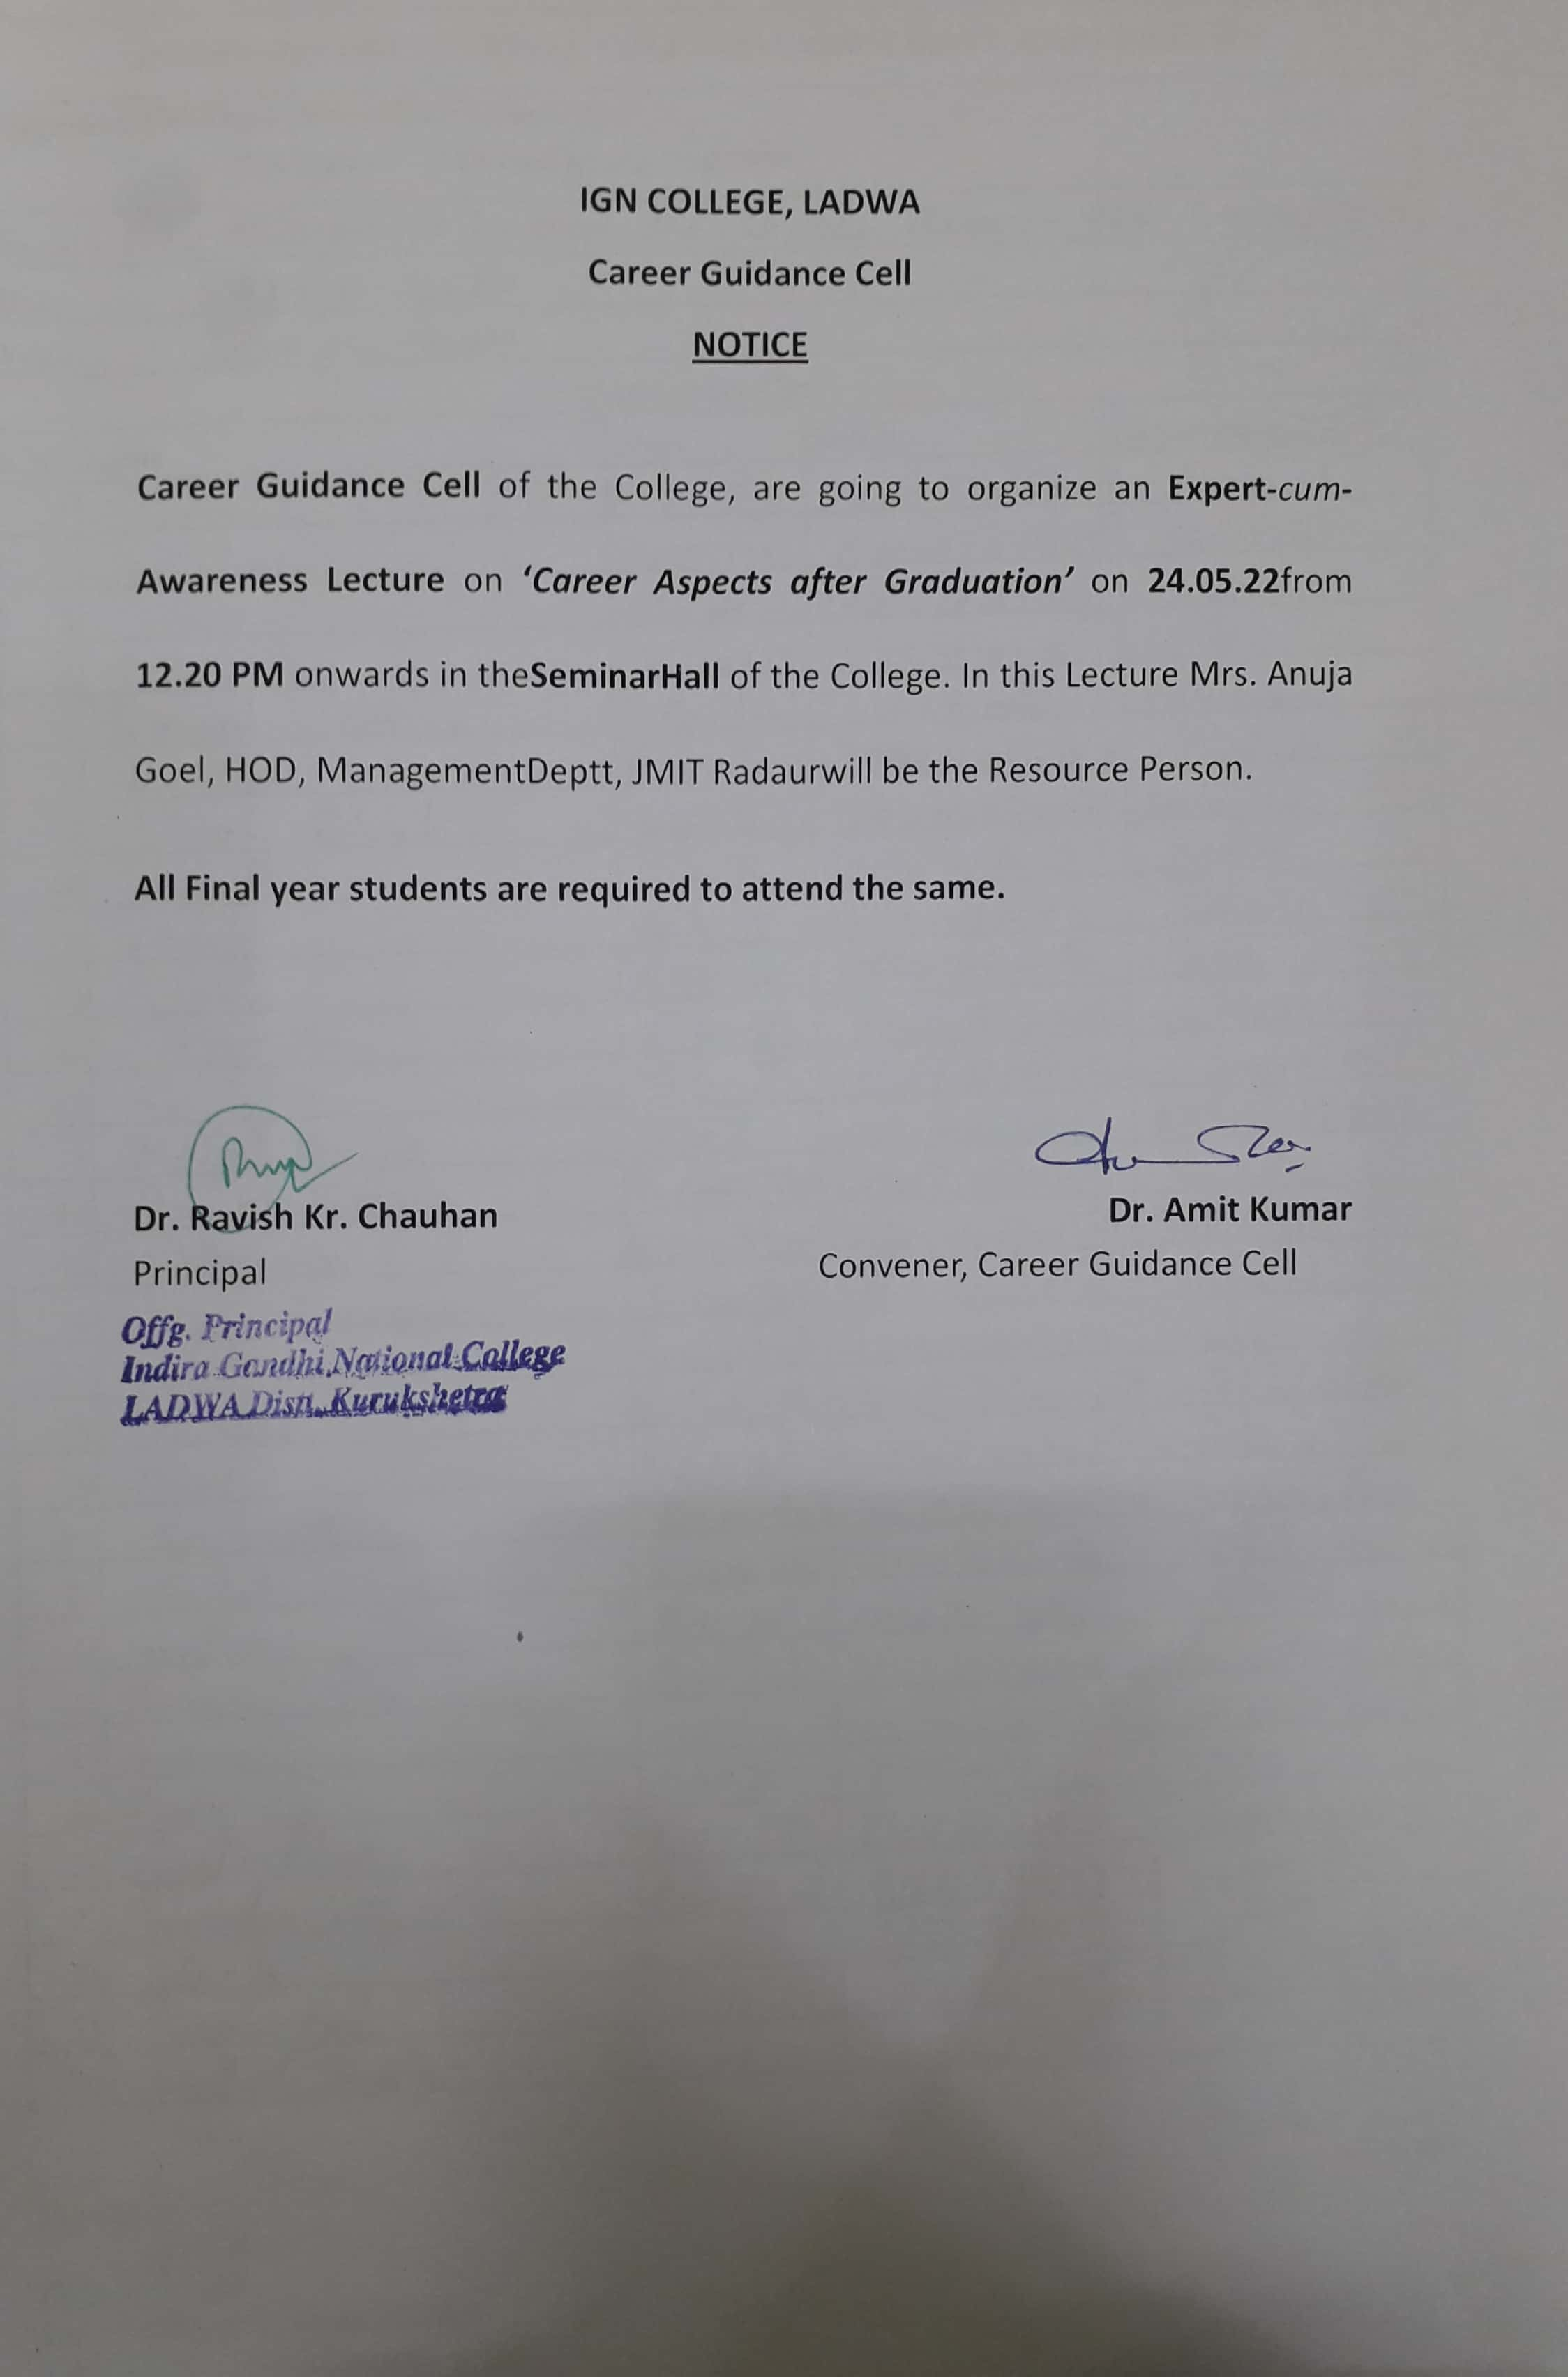 IGN COLLEGE, LADWA
Career Guidance Cell
NOTICE
Career Guidance Cell of the College, are going to organize an Expert-cum-
Awareness Lecture on ‘Career Aspects after Graduation’ on 24.05.22from
12.20 PM onwards in theSeminarHall of the College. In this Lecture Mrs. Anuja
Goel, HOD, ManagementDeptt, JMIT Radaurwill be the Resource Person.
All Final year students are required to attend the same.
Dr. Ravish Kr. Chauhan
Principal
Offg. Principal
Indira Gandhi National College
LADWA Distt. Kurukshetra
Dr. Amit Kumar
Convener, Career Guidance Cell